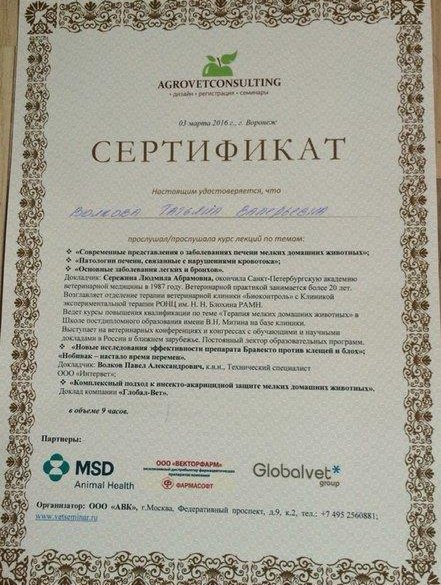 AGROVETCONSULTING
• дизайн • регистрация • семинары
03 марта 2016 г., г. Воронеж
СЕРТИФИКАТ
Настоящим удостоверяется, что
Волкова Татьяна Валерьевна
прослушал/прослушала курс лекций по темам:
• «Современные представления о заболеваниях печени мелких домашних животных»;
• «Патологии печени, связанные с нарушениями кровотока»;
• «Основные заболевания легких и бронхов».
Докладчик: Сережина Людмила Абрамовна, окончила Санкт-Петербургскую академию
ветеринарной медицины в 1987 году. Ветеринарной практикой занимается более 20 лет.
Возглавляет отделение терапии ветеринарной клиники «Биоконтроль» с Клиникой
экспериментальной терапии РОНЦ им. Н. Н. Блохина РАМН.
Ведет курсы повышения квалификации по теме «Терапия мелких домашних животных» в
Школе постдипломного образования имени В.Н. Митина на базе клиники.
Выступает на ветеринарных конференциях и конгрессах с обучающими и научными
докладами в России и ближнем зарубежье. Постоянный лектор образовательных программ.
• «Новые исследования эффективности препарата Бравекто против клещей и блох»;
«Нобивак – настало время перемен».
Докладчик: Волков Павел Александрович, к.в.н., Технический специалист
ООО «Интервет»;
• «Комплексный подход к инсекто-акарицидной защите мелких домашних животных».
Доклад компании «Глобал-Вет».
• в объеме 9 часов.
Партнеры:
MSD
Animal Health
ООО «ВЕКТОРФАРМ»
эксклюзивный дистрибьютор фармацевтических
препаратов компании
ФАРМАСОФТ
Globalvet*
group
Организатор: ООО «АВК», г.Москва, Федеративный проспект, д.9, к.2, тел.: +7 495 2560881;
www.vetseminar.ru